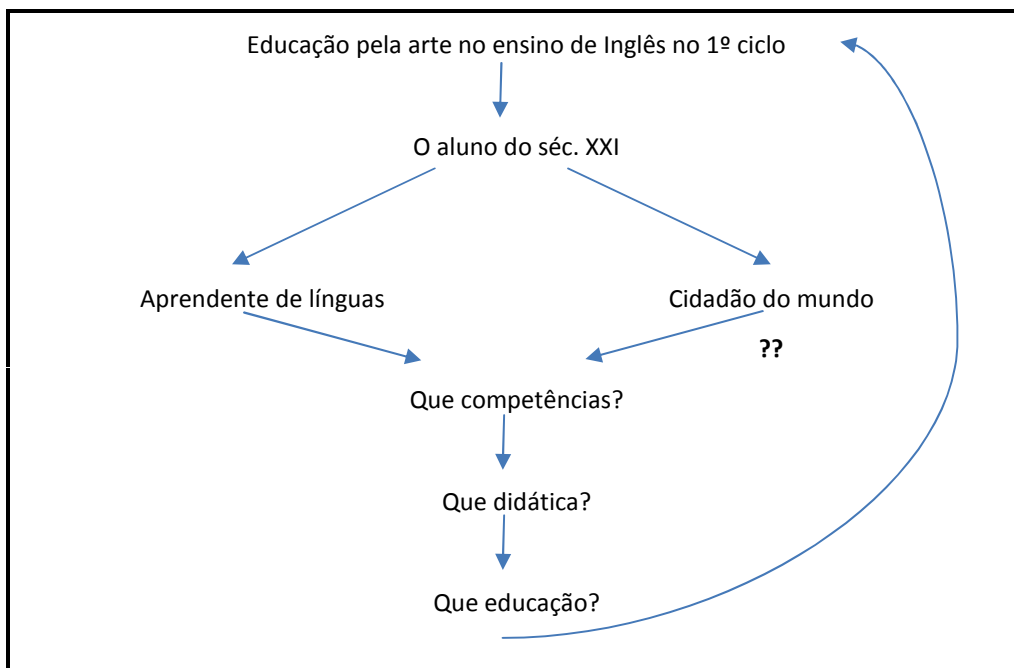 Educação pela arte no ensino de Inglês no 1º ciclo
O aluno do séc. XXI
Aprendente de línguas
Cidadão do mundo
??
Que competências?
Que didática?
Que educação?